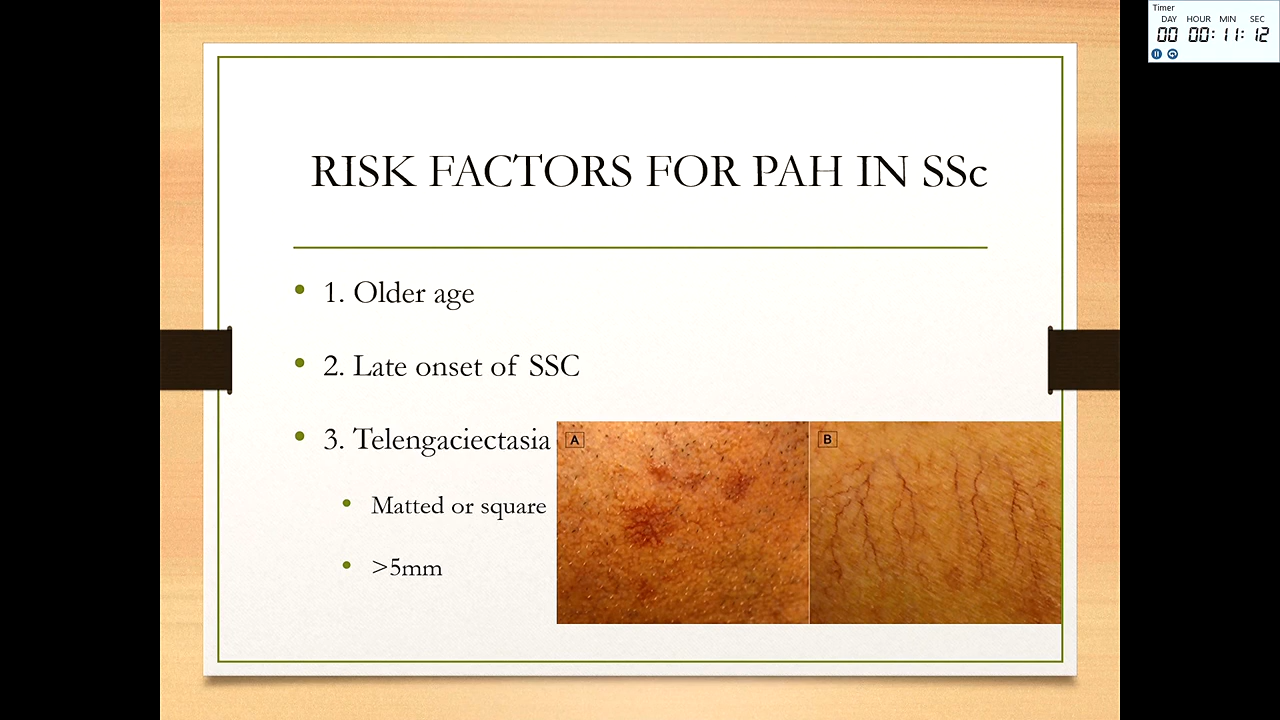 Timer
DAY HOUR MIN SEC
00 00: 11: 12
RISK FACTORS FOR PAH IN SSc
• 1. Older age
• 2. Late onset of SSC
• 3. Telengaciectasia
A
B
• Matted or square
• >5mm